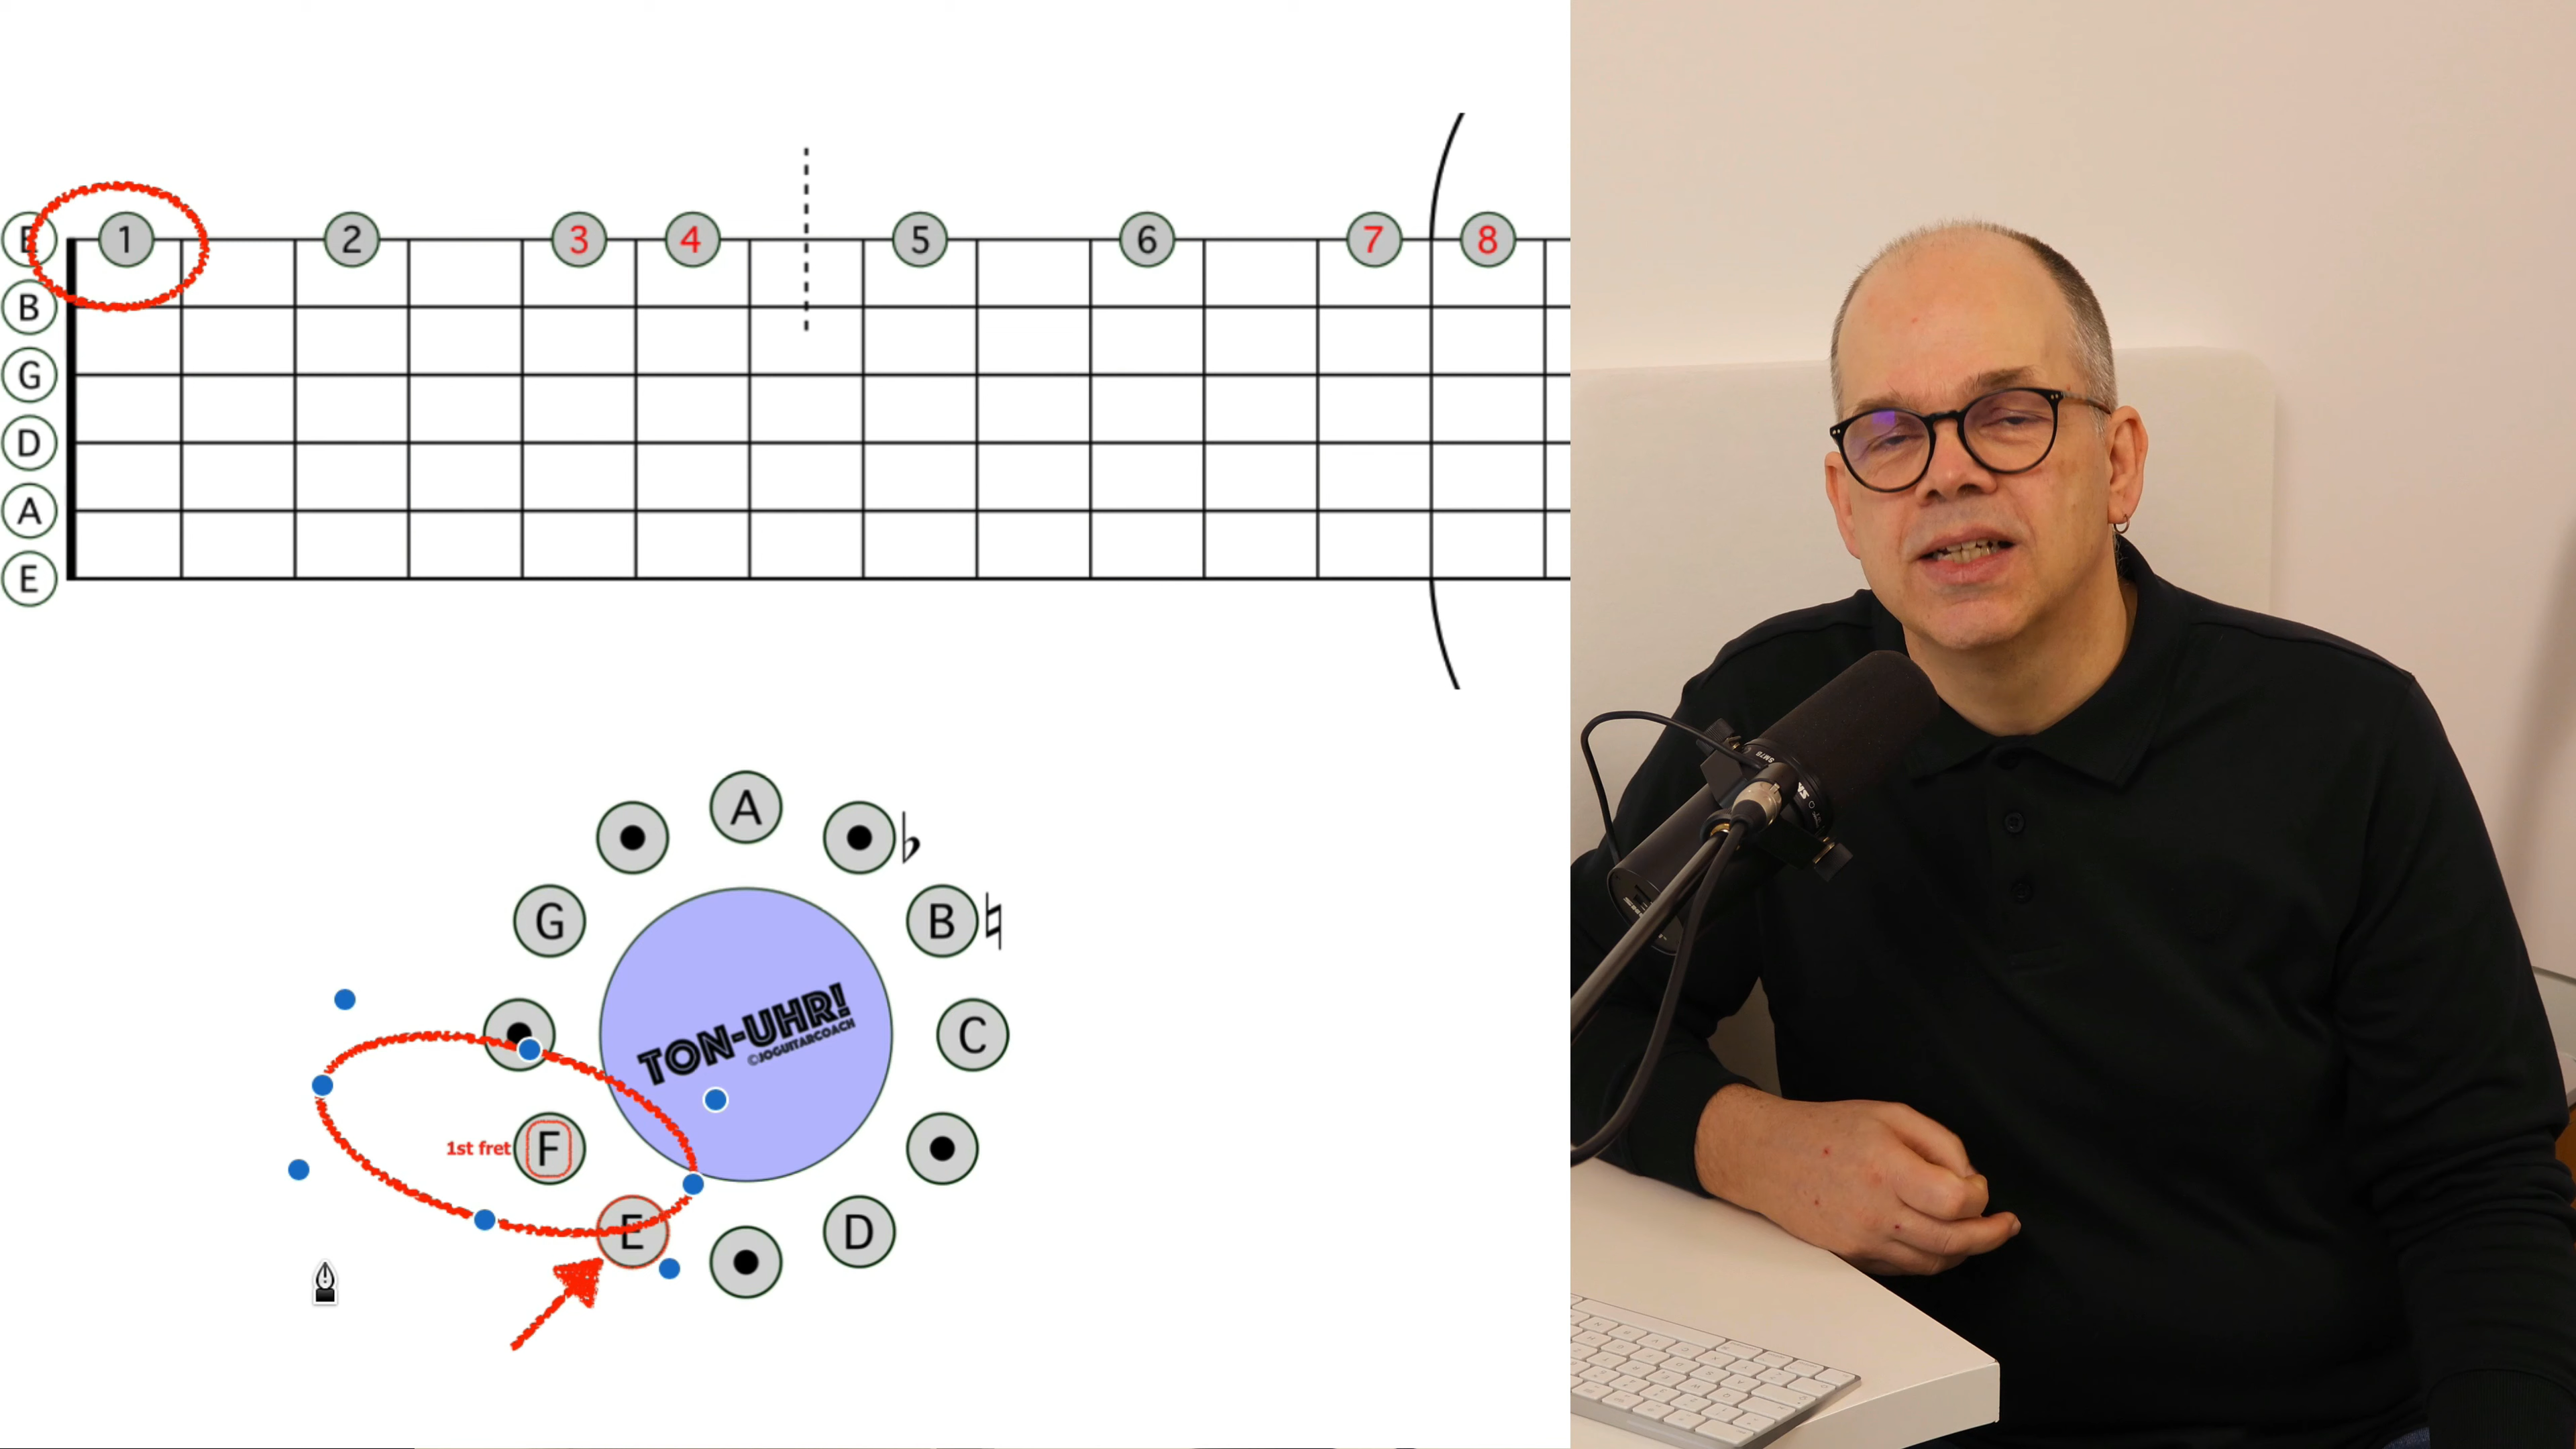 E 1 2 3 4 5 6 7 8
B
G
D
A
E
A
♭
G
B ♮
TON-UHR!
©JOGUITARCOACH
C
1st fret F
E
D